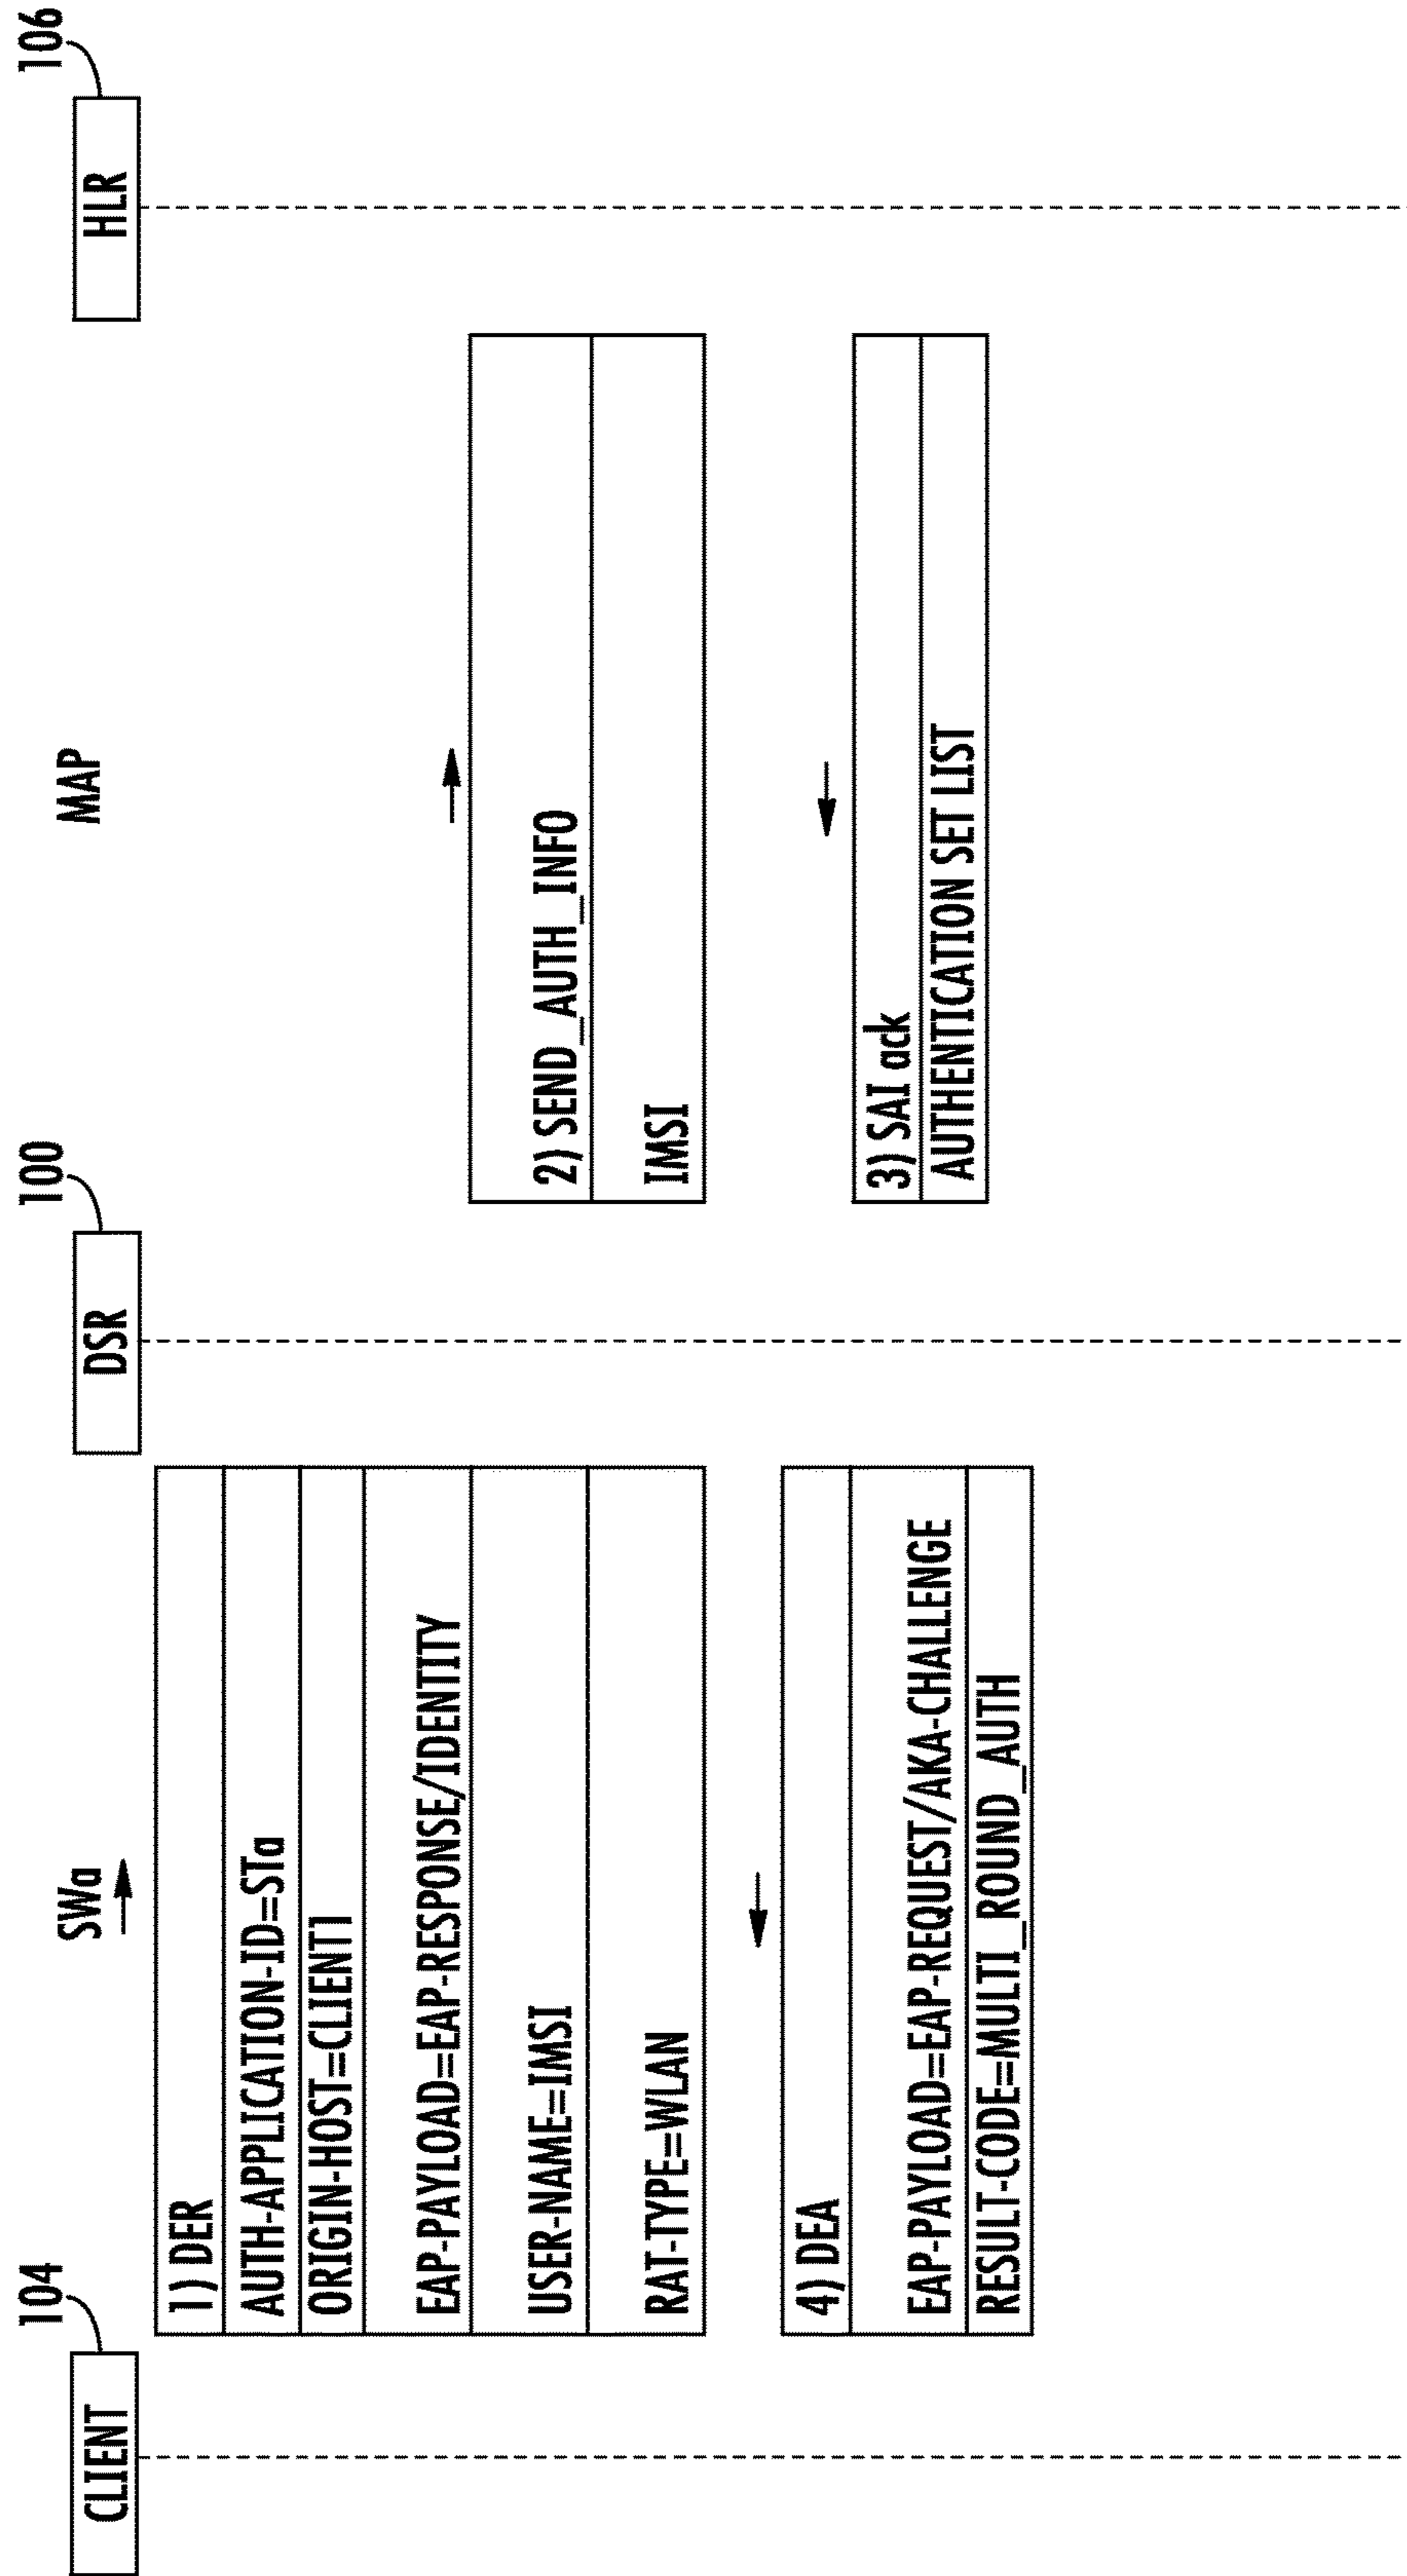 104
CLIENT
SWa
100
DSR
MAP
106
HLR
1) DER
AUTH-APPLICATION-ID=STa
ORIGIN-HOST=CLIENT1
EAP-PAYLOAD=EAP-RESPONSE/IDENTITY
USER-NAME=IMSI
RAT-TYPE=WLAN
2) SEND_AUTH_INFO
IMSI
3) SAI ack
AUTHENTICATION SET LIST
4) DEA
EAP-PAYLOAD=EAP-REQUEST/AKA-CHALLENGE
RESULT-CODE=MULTI_ROUND_AUTH